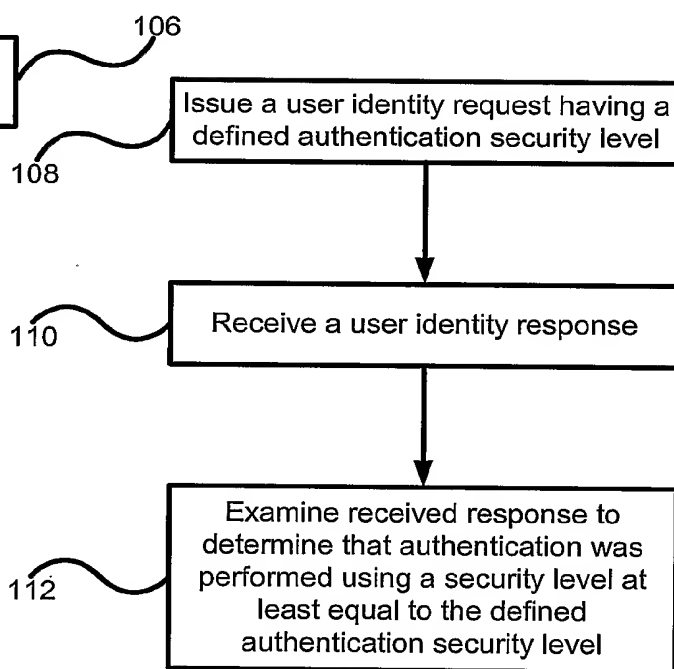 106
Issue a user identity request having a
defined authentication security level
108
Receive a user identity response
110
Examine received response to
determine that authentication was
performed using a security level at
least equal to the defined
authentication security level
112